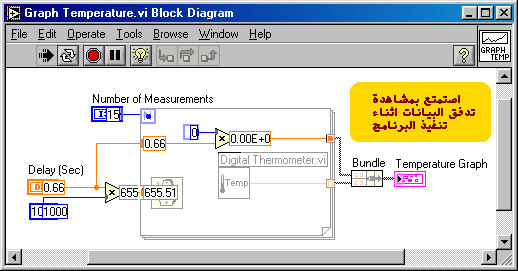 Graph Temperature.vi Block Diagram
File Edit Operate Tools Browse Window Help
GRAPH
TEMP
استمتع بمشاهدة
تدفق البيانات اثناء
تنفيذ البرنامج
Number of Measurements
15
0
0.00E+0
0.66
Digital Thermometer.vi
Temp
Bundle
Temperature Graph
Delay (Sec)
0.66
655 655.51
1000